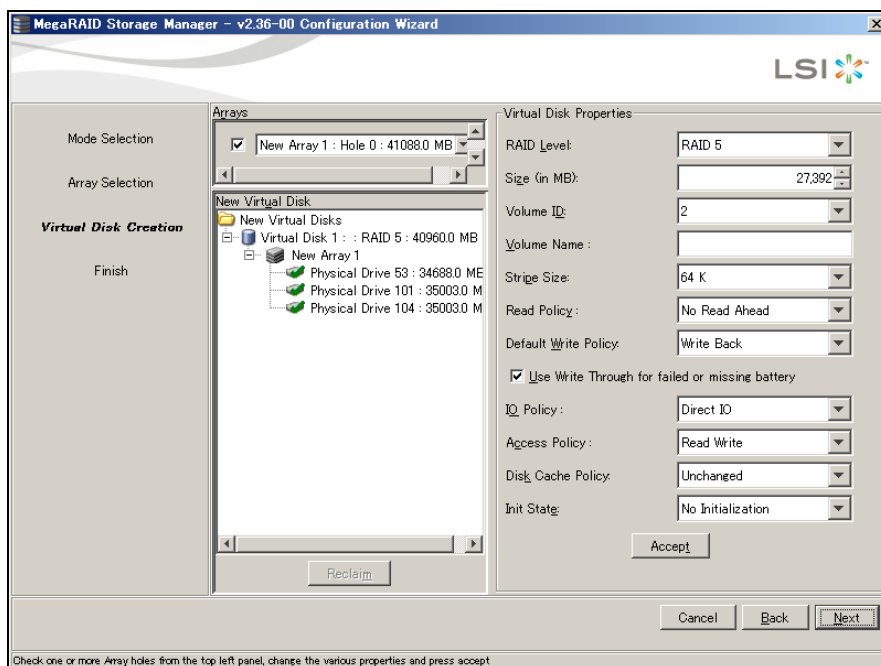 MegaRAID Storage Manager - v2.36-00 Configuration Wizard
LSI
Mode Selection
Array Selection
Virtual Disk Creation
Finish
Arrays
New Array 1 : Hole 0 : 41088.0 MB
New Virtual Disk
New Virtual Disks
Virtual Disk 1 : : RAID 5 : 40960.0 MB
New Array 1
Physical Drive 53 : 34688.0 ME
Physical Drive 101 : 35003.0 M
Physical Drive 104 : 35003.0 M
Reclaim
Virtual Disk Properties
RAID Level: RAID 5
Size (in MB): 27,392
Volume ID: 2
Volume Name :
Stripe Size: 64 K
Read Policy : No Read Ahead
Default Write Policy: Write Back
Use Write Through for failed or missing battery
IO Policy : Direct IO
Access Policy : Read Write
Disk Cache Policy: Unchanged
Init State: No Initialization
Accept
Cancel Back Next
Check one or more Array holes from the top left panel, change the various properties and press accept